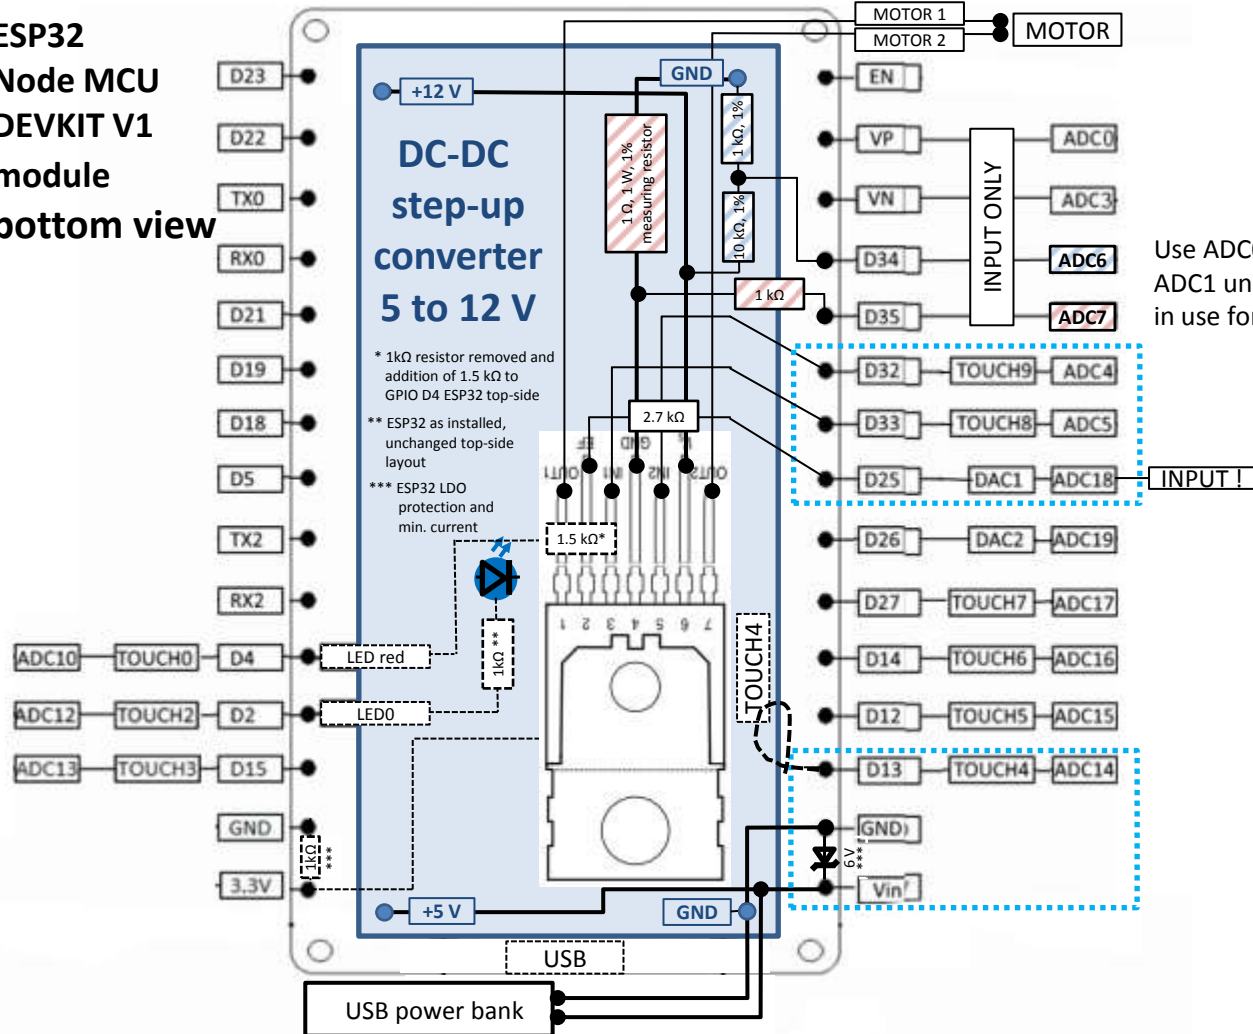 ESP32
Node MCU
DEVKIT V1
module
bottom view
MOTOR 1
MOTOR 2
MOTOR
GND
+12 V
DC-DC
step-up
converter
5 to 12 V
1 Ω, 1 W, 1%
measuring resistor
1 kΩ, 1%
10 kΩ, 1%
1 kΩ
* 1kΩ resistor removed and
addition of 1.5 kΩ to
GPIO D4 ESP32 top-side
** ESP32 as installed,
unchanged top-side
layout
*** ESP32 LDO
protection and
min. current
2.7 kΩ
OUT1
EF
IN1
GND
IN2
OUT2
1.5 kΩ*
1kΩ **
1 2 3 4 5 6 7
TOUCH4
D23
D22
TX0
RX0
D21
D19
D18
D5
TX2
RX2
ADC10 TOUCH0 D4 LED red
ADC12 TOUCH2 D2 LED0
ADC13 TOUCH3 D15
GND
1kΩ
***
3.3V
EN
VP ADC0
VN ADC3
D34 ADC6
D35 ADC7
INPUT ONLY
Use
ADC1
in use
D32 TOUCH9 ADC4
D33 TOUCH8 ADC5
D25 DAC1 ADC18 INPUT !
D26 DAC2 ADC19
D27 TOUCH7 ADC17
D14 TOUCH6 ADC16
D12 TOUCH5 ADC15
D13 TOUCH4 ADC14
GND
6 V
***
Vin
+5 V
GND
USB
USB power bank